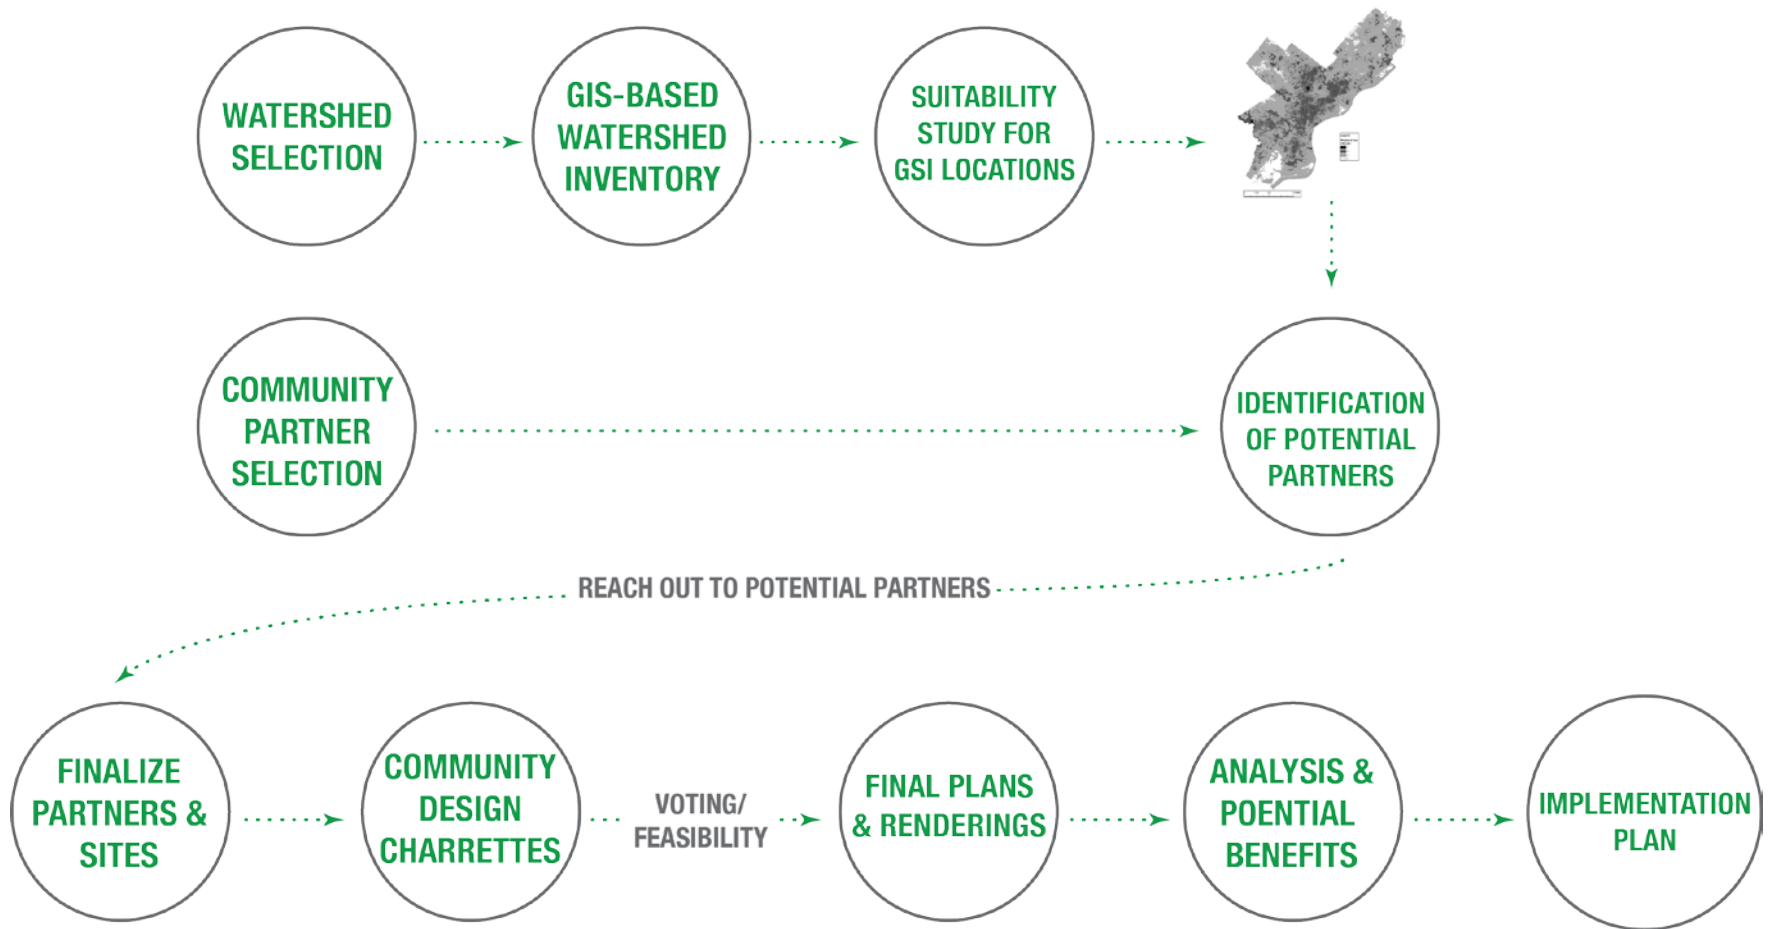 WATERSHED
SELECTION
GIS-BASED
WATERSHED
INVENTORY
SUITABILITY
STUDY FOR
GSI LOCATIONS
COMMUNITY
PARTNER
SELECTION
IDENTIFICATION
OF POTENTIAL
PARTNERS
REACH OUT TO POTENTIAL PARTNERS
FINALIZE
PARTNERS &
SITES
COMMUNITY
DESIGN
CHARRETTES
VOTING/
FEASIBILITY
FINAL PLANS
& RENDERINGS
ANALYSIS &
POENTIAL
BENEFITS
IMPLEMENTATION
PLAN